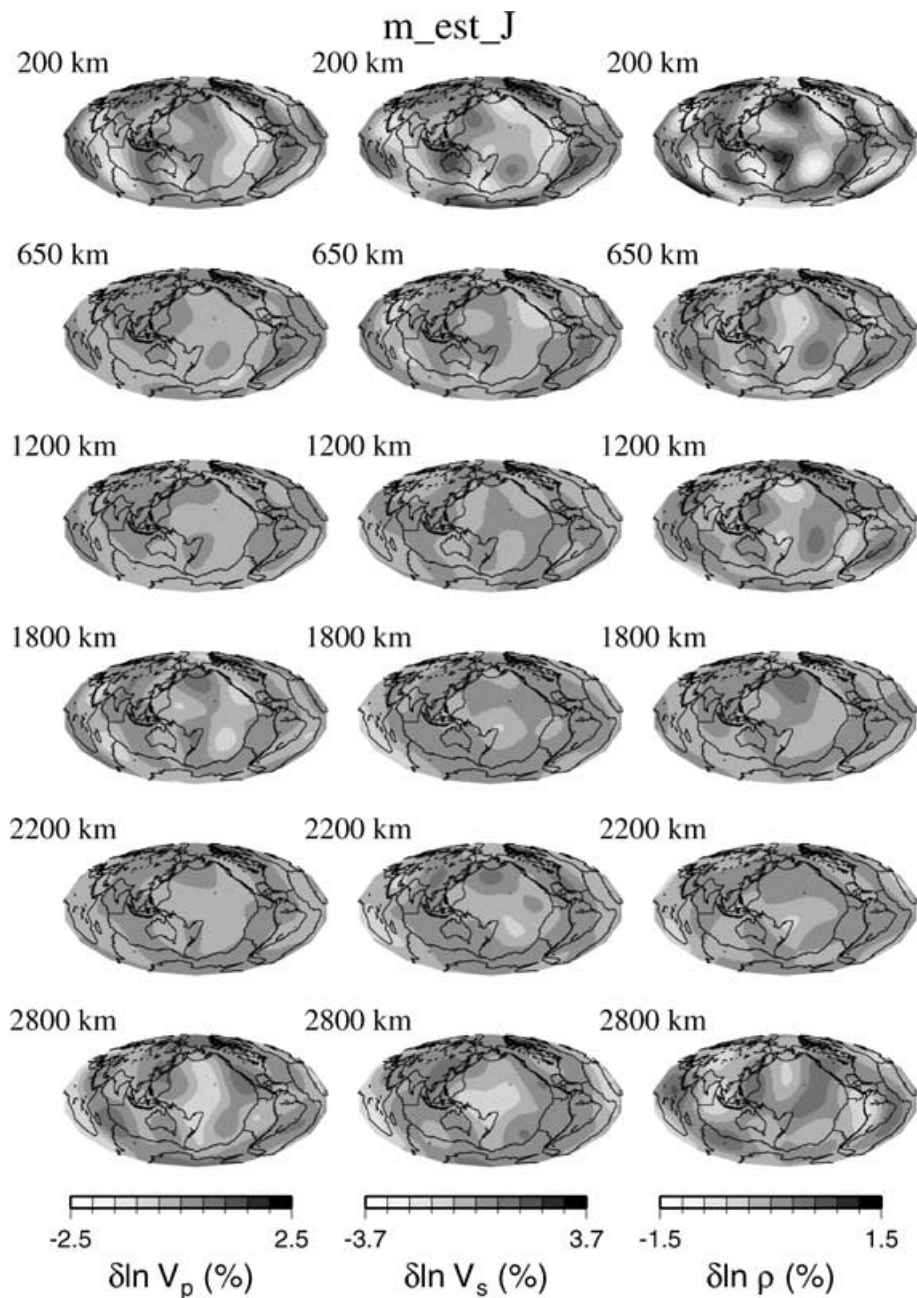 m_est_J
200 km 200 km 200 km
650 km 650 km 650 km
1200 km 1200 km 1200 km
1800 km 1800 km 1800 km
2200 km 2200 km 2200 km
2800 km 2800 km 2800 km
-2.5 2.5 -3.7 3.7 -1.5 1.5
δln Vp (%) δln Vs (%) δln ρ (%)